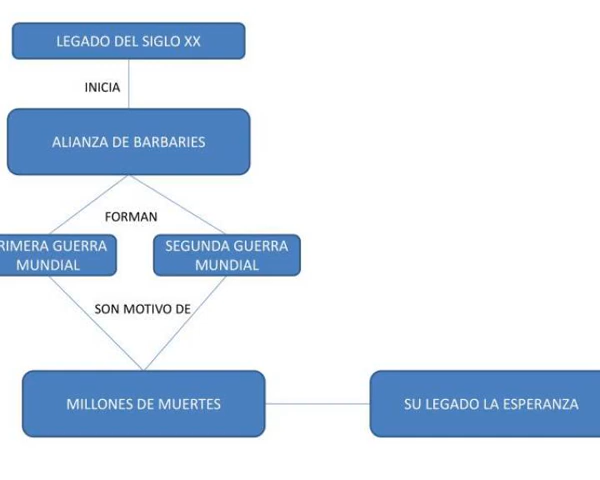 LEGADO DEL SIGLO XX
INICIA
ALIANZA DE BARBARIES
FORMAN
RIMERA GUERRA
MUNDIAL
SEGUNDA GUERRA
MUNDIAL
SON MOTIVO DE
MILLONES DE MUERTES
SU LEGADO LA ESPERANZA